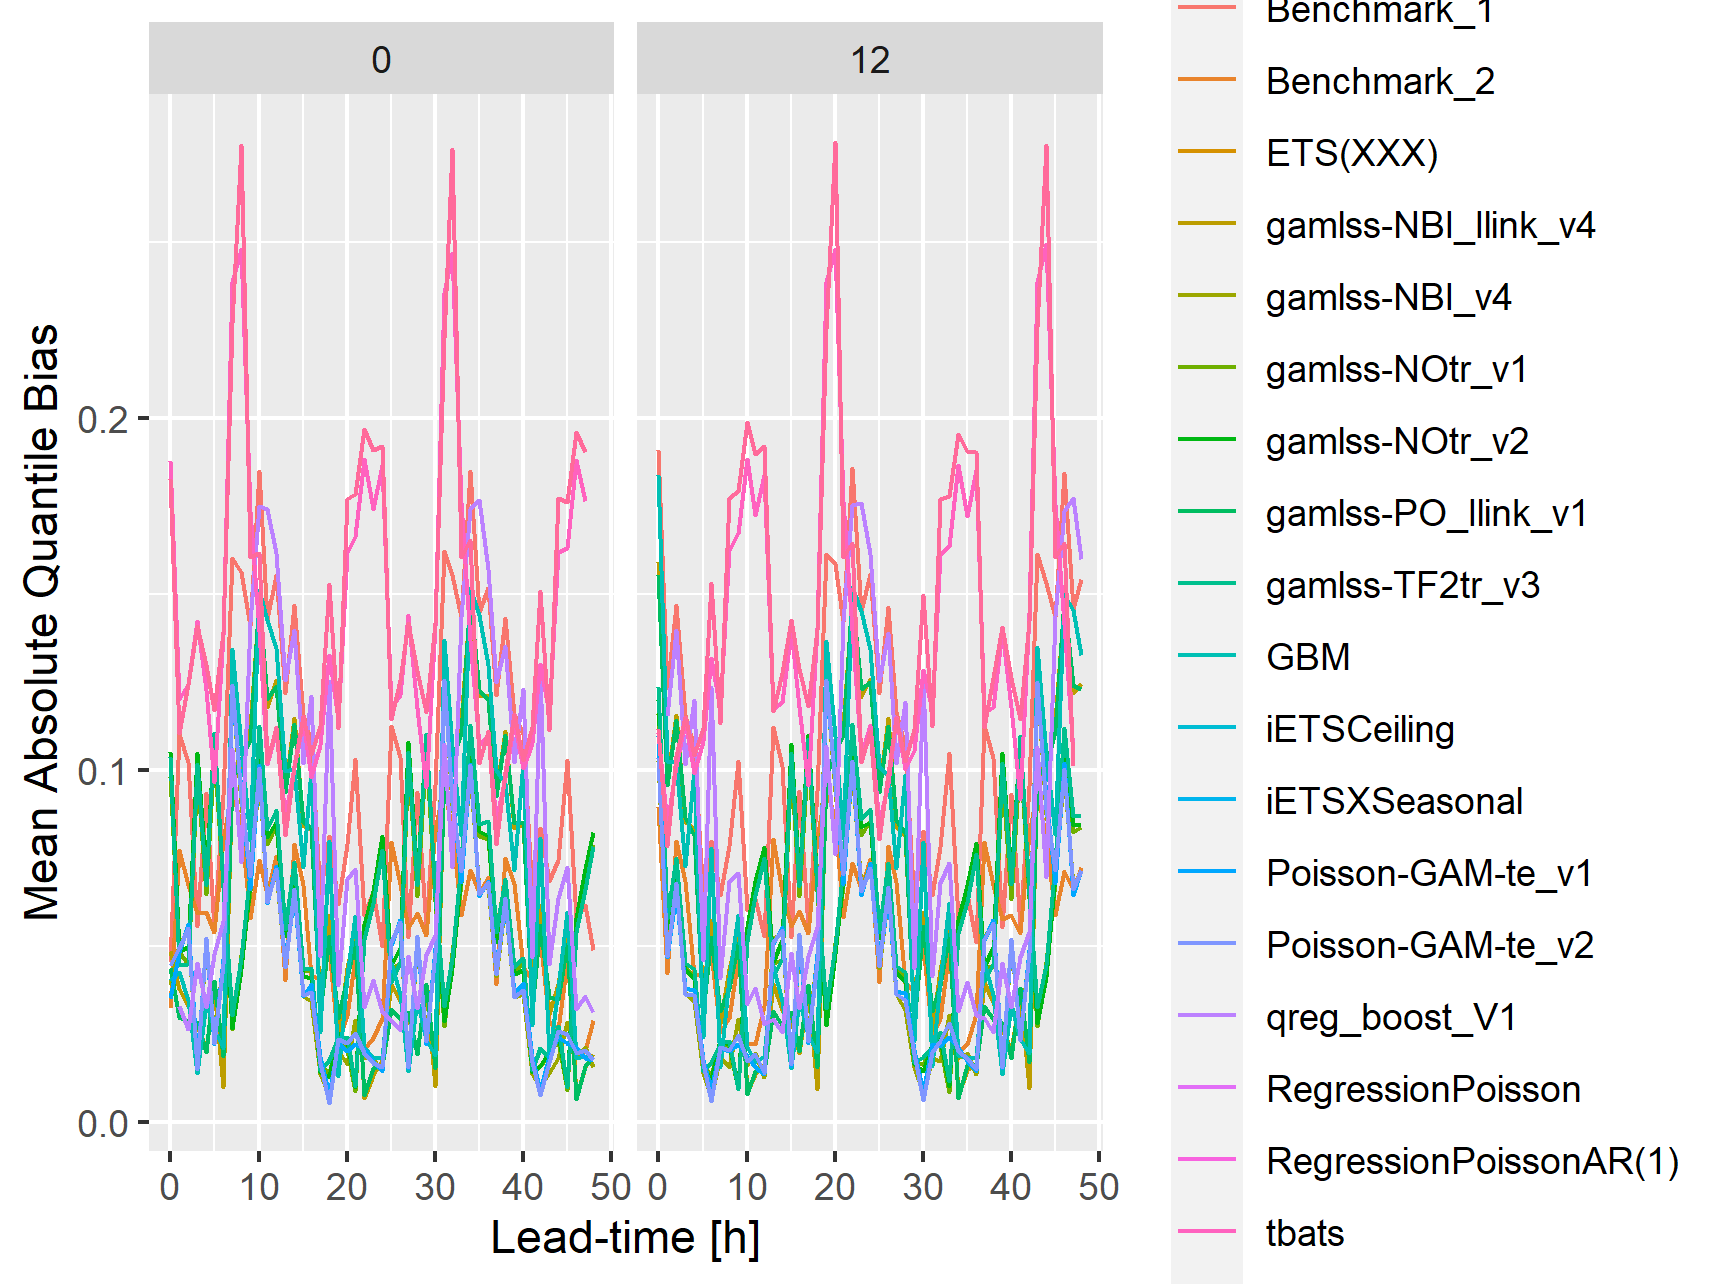 0
12
Mean Absolute Quantile Bias
0.2
0.1
0.0
0 10 20 30 40 50
0 10 20 30 40 50
Lead-time [h]
Benchmark_1
Benchmark_2
ETS(XXX)
gamlss-NBI_llink_v4
gamlss-NBI_v4
gamlss-NOtr_v1
gamlss-NOtr_v2
gamlss-PO_llink_v1
gamlss-TF2tr_v3
GBM
iETSCeiling
iETSXSeasonal
Poisson-GAM-te_v1
Poisson-GAM-te_v2
qreg_boost_V1
RegressionPoisson
RegressionPoissonAR(1)
tbats